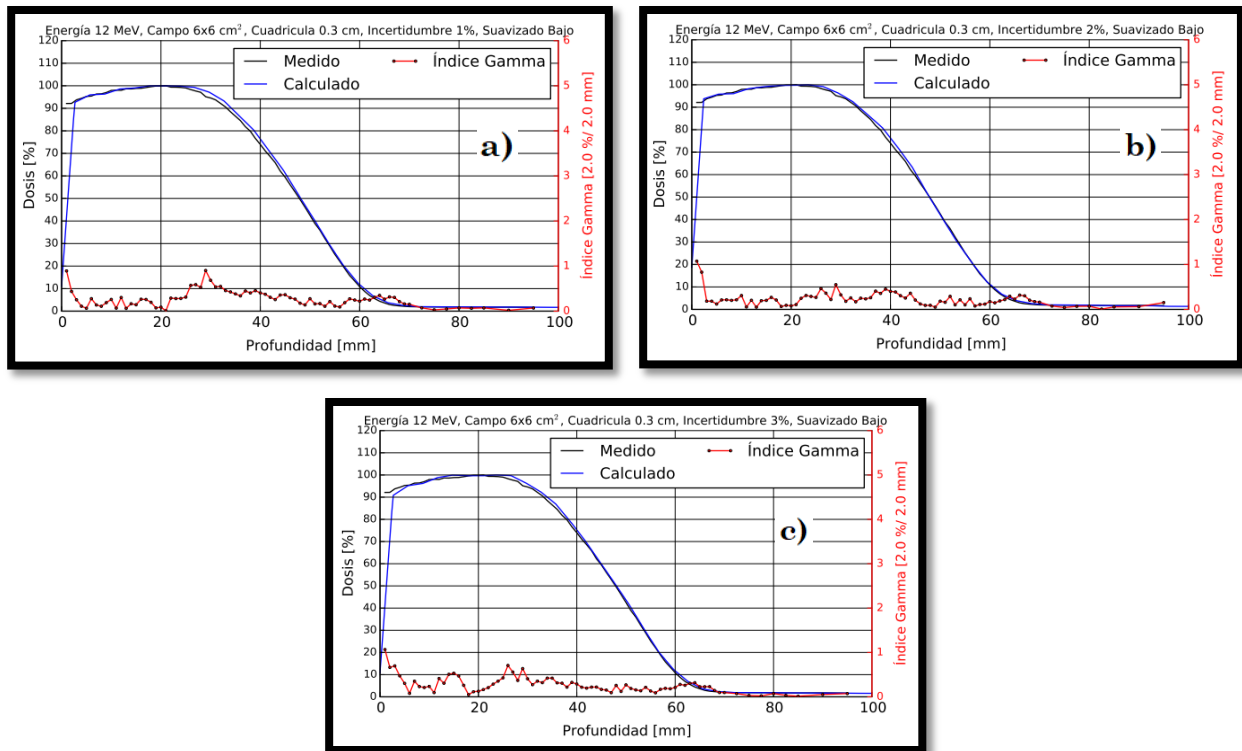 Energía 12 MeV, Campo 6x6 cm², Cuadricula 0.3 cm, Incertidumbre 1%, Suavizado Bajo
120
110
100
90
80
70
60
50
40
30
20
10
0
Dosis [%]
Medido
Calculado
Índice Gamma
a)
6
5
4
3
2
1
0
Índice Gamma [2.0 %/ 2.0 mm]
0 20 40 60 80 100
Profundidad [mm]
Energía 12 MeV, Campo 6x6 cm², Cuadricula 0.3 cm, Incertidumbre 2%, Suavizado Bajo
120
110
100
90
80
70
60
50
40
30
20
10
0
Dosis [%]
Medido
Calculado
Índice Gamma
b)
6
5
4
3
2
1
0
Índice Gamma [2.0 %/ 2.0 mm]
0 20 40 60 80 100
Profundidad [mm]
Energía 12 MeV, Campo 6x6 cm², Cuadricula 0.3 cm, Incertidumbre 3%, Suavizado Bajo
120
110
100
90
80
70
60
50
40
30
20
10
0
Dosis [%]
Medido
Calculado
Índice Gamma
c)
6
5
4
3
2
1
0
Índice Gamma [2.0 %/ 2.0 mm]
0 20 40 60 80 100
Profundidad [mm]